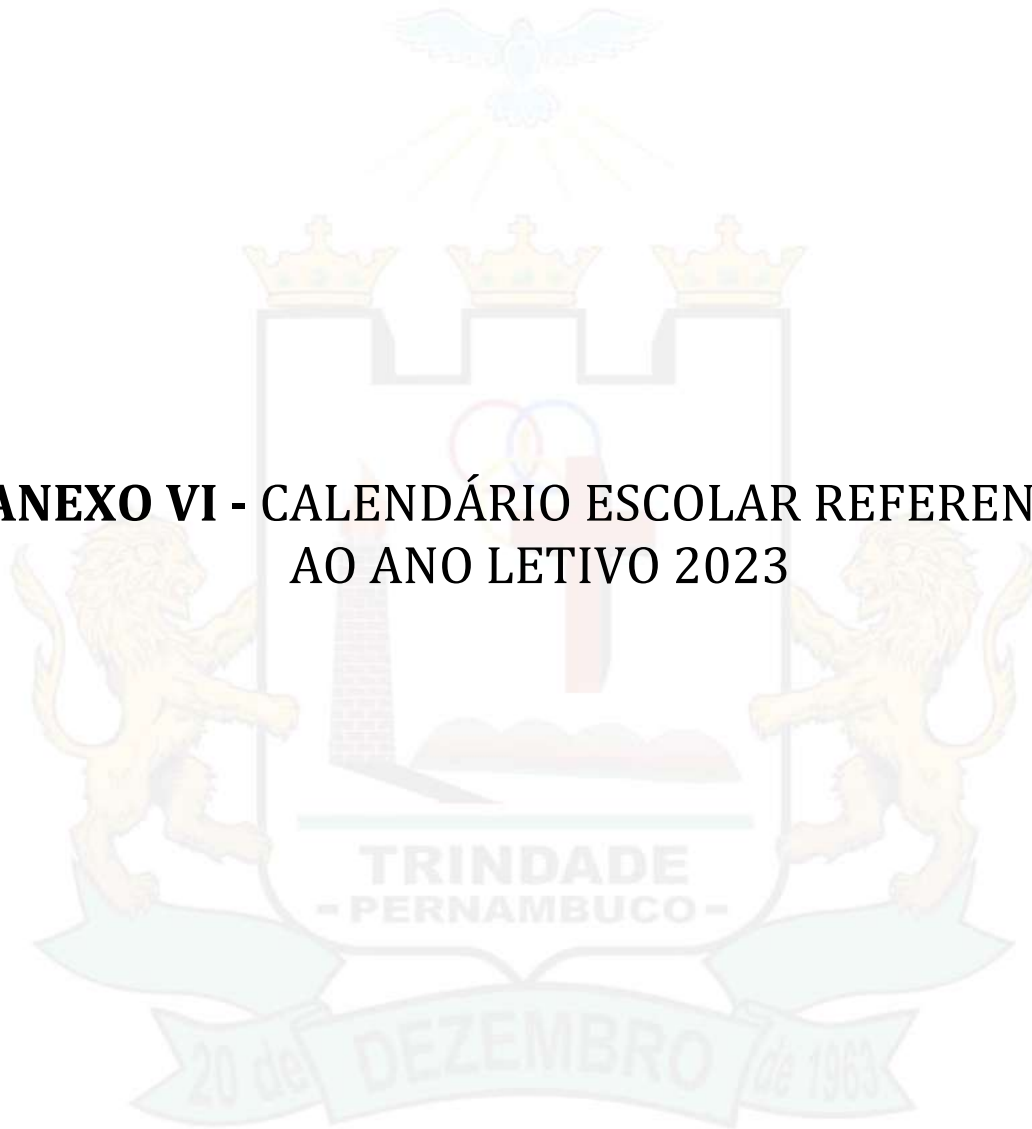 ANEXO VI - CALENDÁRIO ESCOLAR REFEREN
AO ANO LETIVO 2023
TRINDADE
- PERNAMBUCO -
20 de DEZEMBRO de 1963